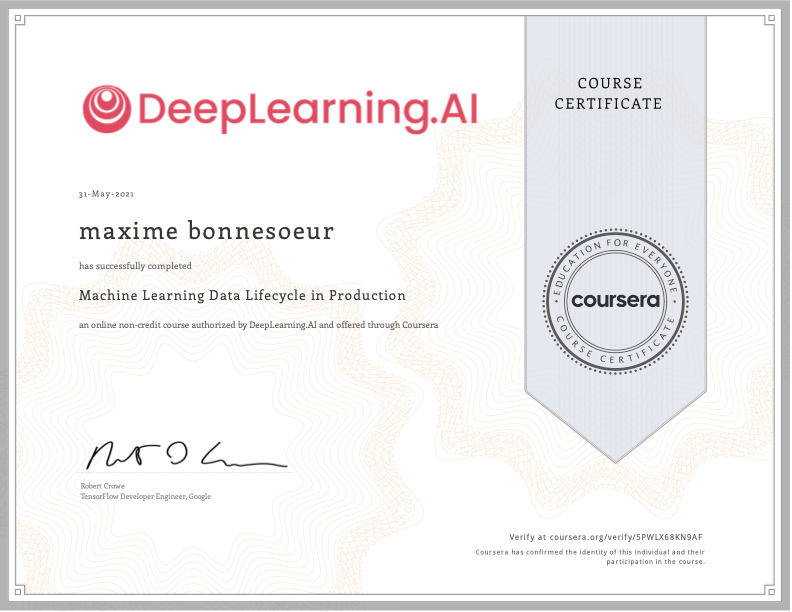 DeepLearning.AI
COURSE
CERTIFICATE
31-May-2021
maxime bonnesoeur
has successfully completed
Machine Learning Data Lifecycle in Production
an online non-credit course authorized by DeepLearning.AI and offered through Coursera
EDUCATION FOR EVERYONE
coursera
COURSE CERTIFICATE
Robert Crowe
TensorFlow Developer Engineer, Google
Verify at coursera.org/verify/5PWLX68KN9AF
Coursera has confirmed the identity of this individual and their
participation in the course.